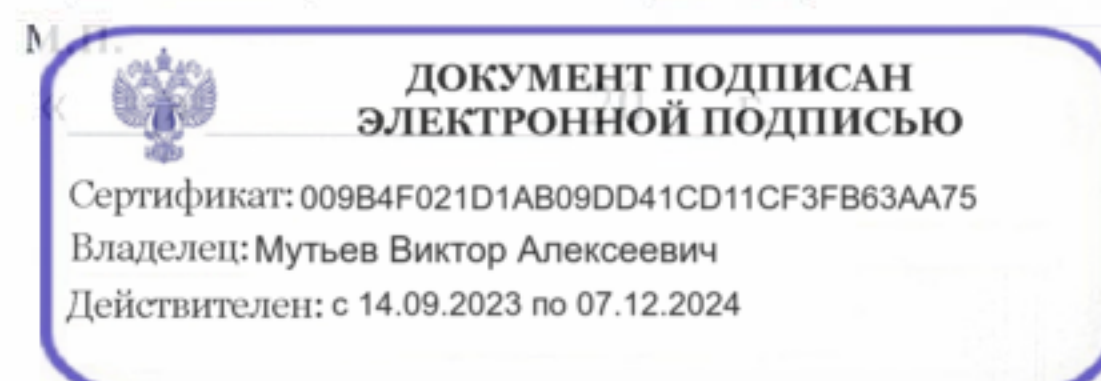 М.П.
ДОКУМЕНТ ПОДПИСАН
ЭЛЕКТРОННОЙ ПОДПИСЬЮ
Сертификат: 009B4F021D1AB09DD41CD11CF3FB63AA75
Владелец: Мутьев Виктор Алексеевич
Действителен: с 14.09.2023 по 07.12.2024